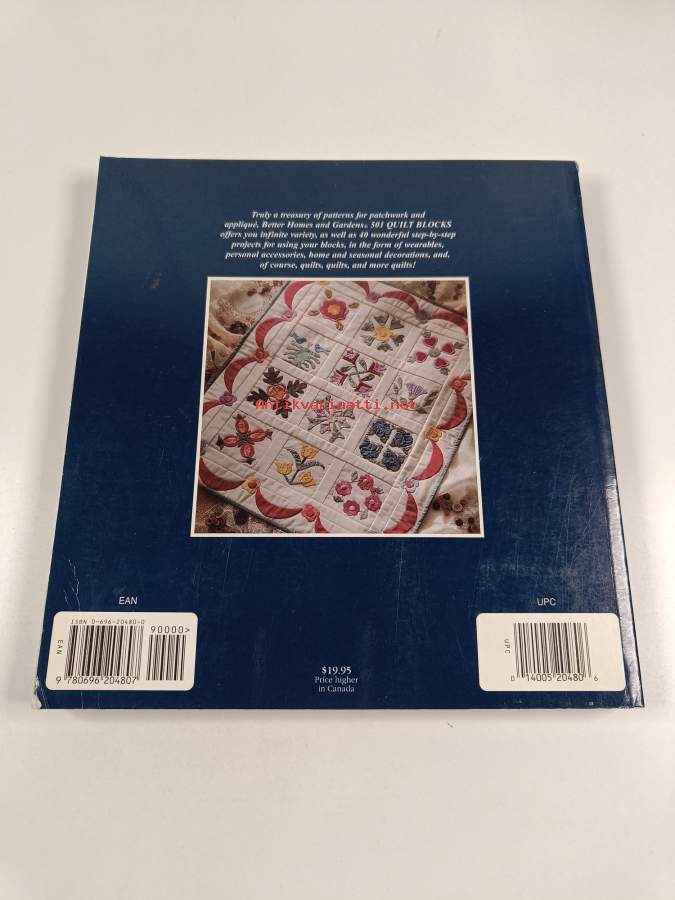 Truly a treasury of patterns for patchwork and
appliqué, Better Homes and Gardens® 501 QUILT BLOCKS
offers you infinite variety, as well as 40 wonderful step-by-step
projects for using your blocks, in the form of wearables,
personal accessories, home and seasonal decorations, and,
of course, quilts, quilts, and more quilts!
Antikvariaatti.net
EAN
UPC
ISBN 0-696-20480-0
90000>
EAN
9 780696 204807
$19.95
Price higher
in Canada
UPC
0 14005 20480 6